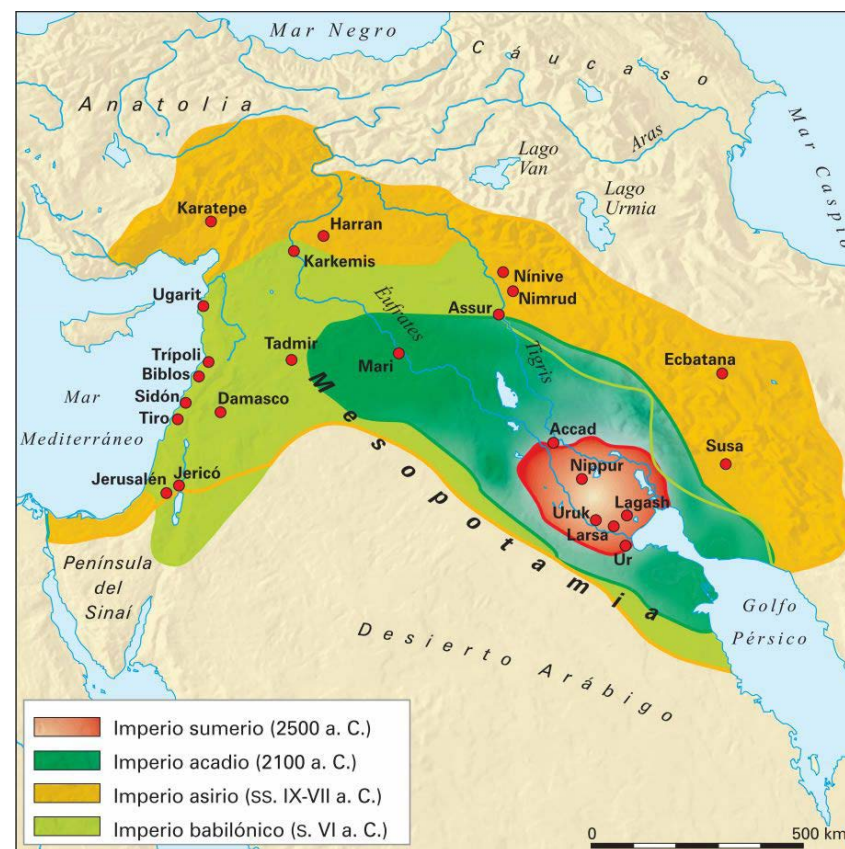 Mar Negro
Cáucaso
Anatolia
Mar Caspio
Aras
Lago
Van
Lago
Urmia
Karatepe
Harran
Karkemis
Nínive
Nimrud
Ugarit
Assur
Éufrates
Tigris
Tadmir
Mari
Ecbatana
Trípoli
Biblos
Sidón
Tiro
Damasco
Mar
Mediterráneo
Mesopotamia
Accad
Nippur
Susa
Jerusalén
Jericó
Uruk
Lagash
Larsa
Ur
Península
del
Sinaí
Golfo
Pérsico
Desierto Arábigo
Imperio sumerio (2500 a. C.)
Imperio acadio (2100 a. C.)
Imperio asirio (SS. IX-VII a. C.)
Imperio babilónico (S. VI a. C.)
0 500 km